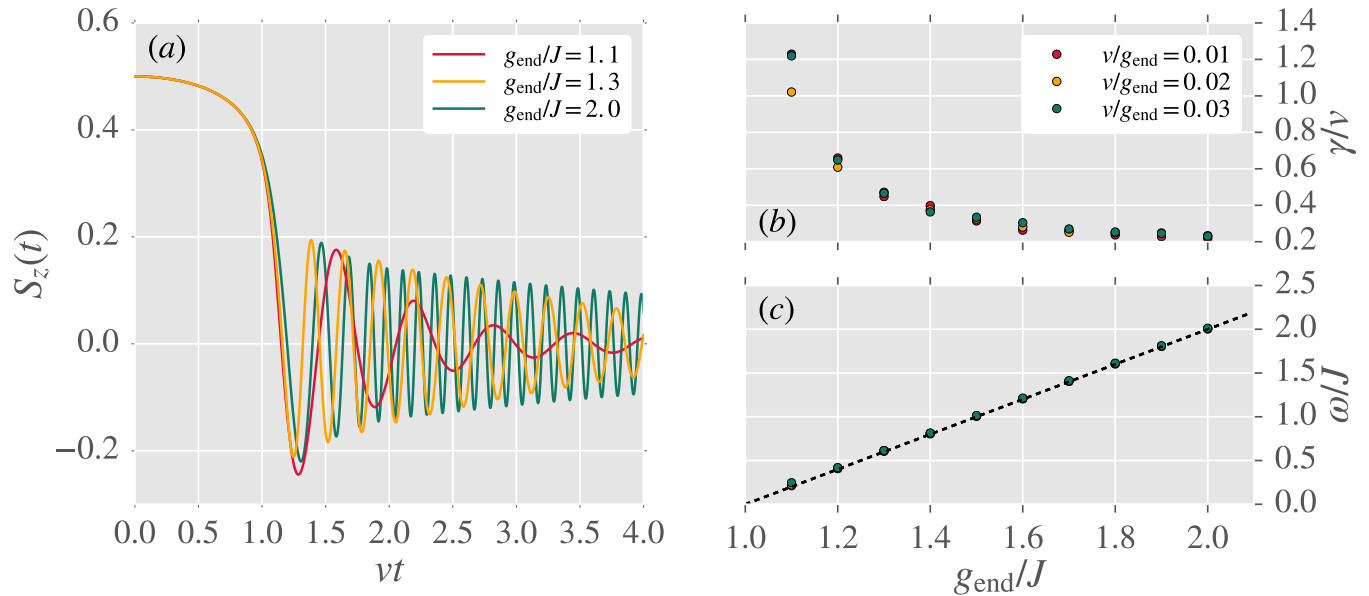 (a)
g_end/J = 1.1
g_end/J = 1.3
g_end/J = 2.0
0.6
0.4
0.2
0.0
−0.2
S_z(t)
0.0 0.5 1.0 1.5 2.0 2.5 3.0 3.5 4.0
vt
(b)
v/g_end = 0.01
v/g_end = 0.02
v/g_end = 0.03
1.4
1.2
1.0
0.8
0.6
0.4
0.2
γ/v
(c)
2.5
2.0
1.5
1.0
0.5
0.0
ω/J
1.0 1.2 1.4 1.6 1.8 2.0
g_end/J